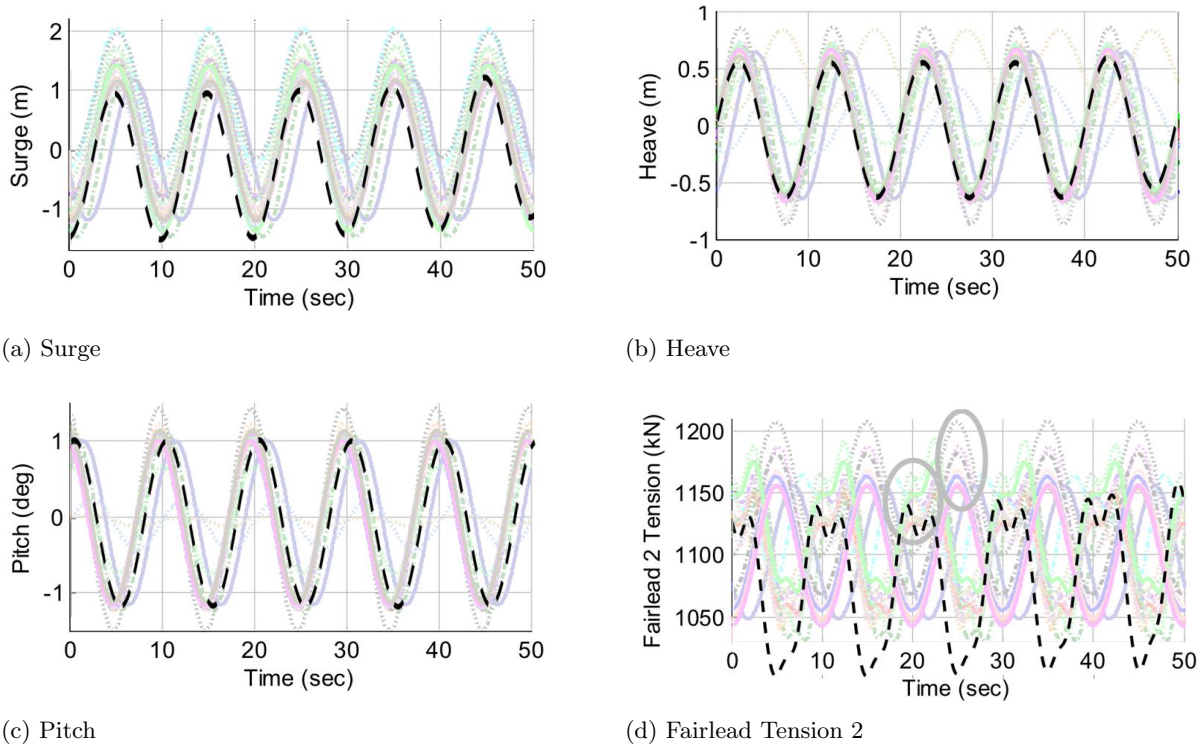 2
1
0
-1
Surge (m)
0 10 20 30 40 50
Time (sec)
(a) Surge
1
0.5
0
-0.5
-1
Heave (m)
0 10 20 30 40 50
Time (sec)
(b) Heave
1
0
-1
Pitch (deg)
0 10 20 30 40 50
Time (sec)
(c) Pitch
1200
1150
1100
1050
Fairlead 2 Tension (kN)
0 10 20 30 40 50
Time (sec)
(d) Fairlead Tension 2